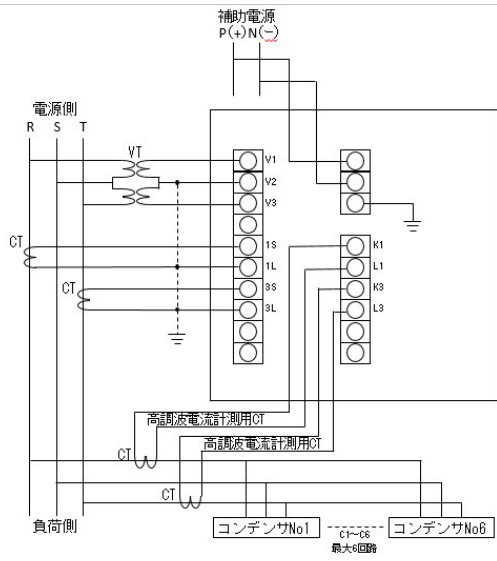 補助電源
P(+)N(−)
電源側
R S T
VT
V1
V2
V3
CT
1S
1L
CT
3S
3L
K1
L1
K3
L3
高調波電流計測用CT
CT
高調波電流計測用CT
CT
負荷側
コンデンサNo1
C1～C6
最大6回路
コンデンサNo6